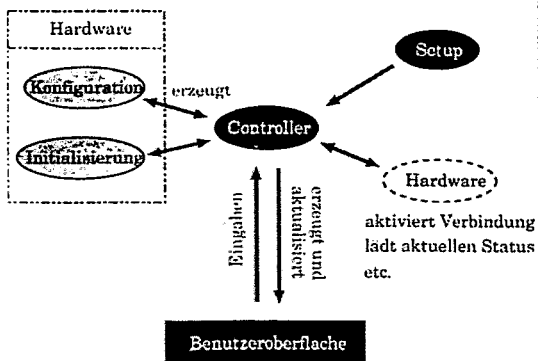 Hardware
Konfiguration
Initialisierung
erzeugt
Setup
Controller
Hardware
aktiviert Verbindung
lädt aktuellen Status
etc.
Eingaben
erzeugt und
aktualisiert
Benutzeroberflache